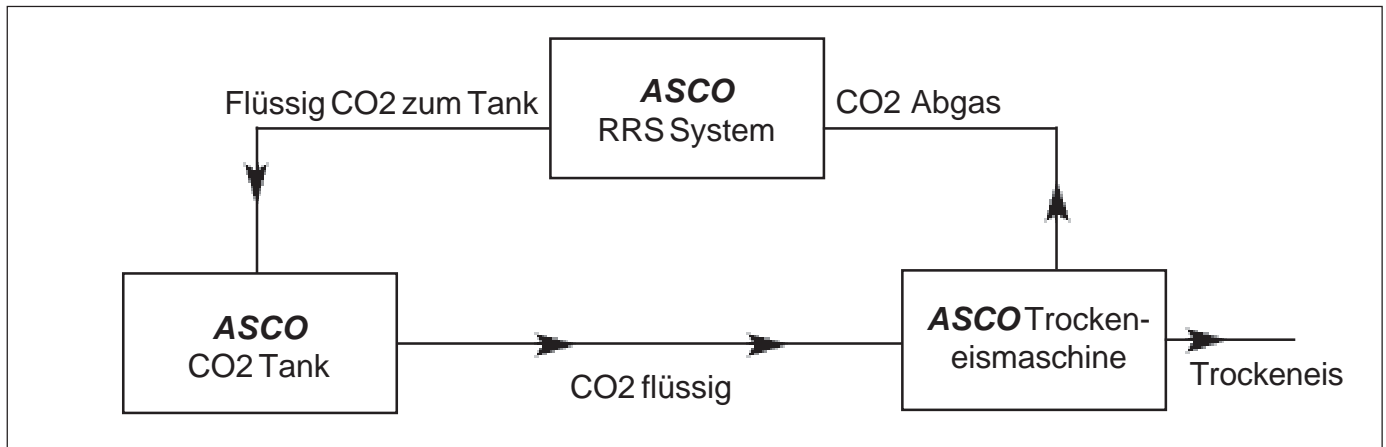 Flüssig CO2 zum Tank
ASCO
RRS System
CO2 Abgas
ASCO
CO2 Tank
CO2 flüssig
ASCO Trocken-
eismaschine
Trockeneis